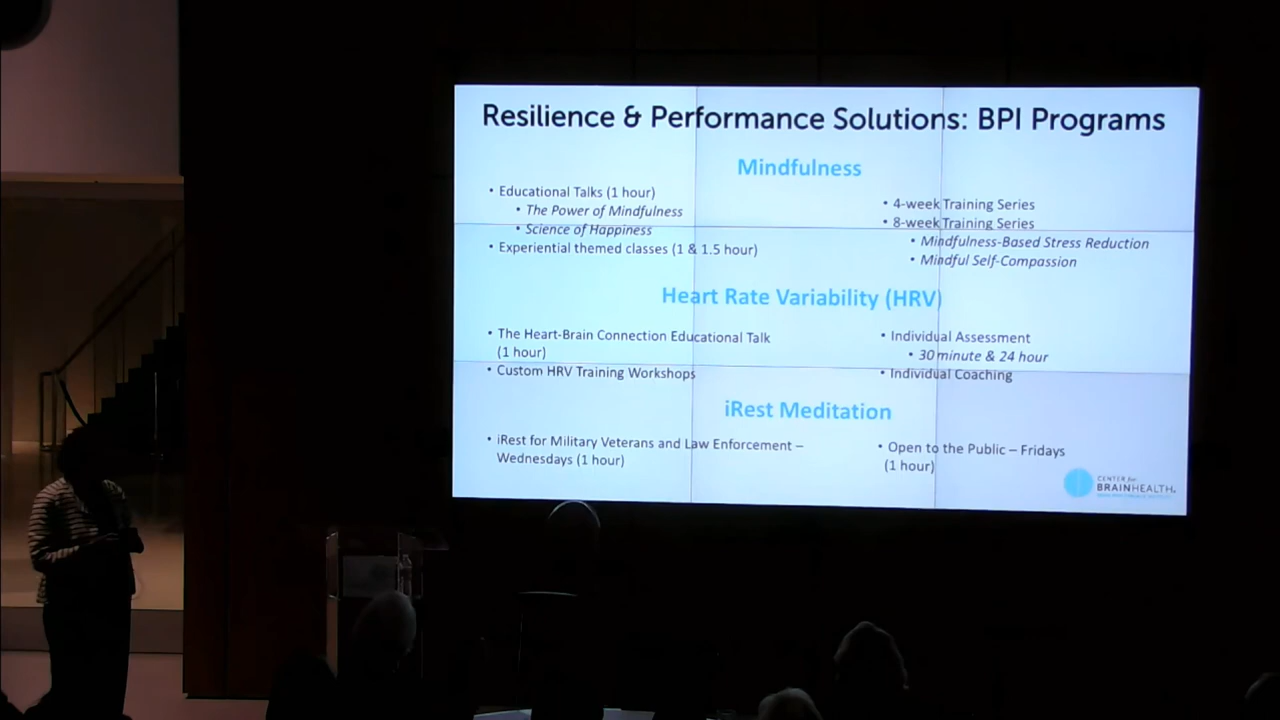 Resilience & Performance Solutions: BPI Programs
Mindfulness
• Educational Talks (1 hour)
• The Power of Mindfulness
• Science of Happiness
• Experiential themed classes (1 & 1.5 hour)
• 4-week Training Series
• 8-week Training Series
• Mindfulness-Based Stress Reduction
• Mindful Self-Compassion
Heart Rate Variability (HRV)
• The Heart-Brain Connection Educational Talk
(1 hour)
• Custom HRV Training Workshops
• Individual Assessment
• 30 minute & 24 hour
• Individual Coaching
iRest Meditation
• iRest for Military Veterans and Law Enforcement –
Wednesdays (1 hour)
• Open to the Public – Fridays
(1 hour)
CENTER for
BRAINHEALTH.